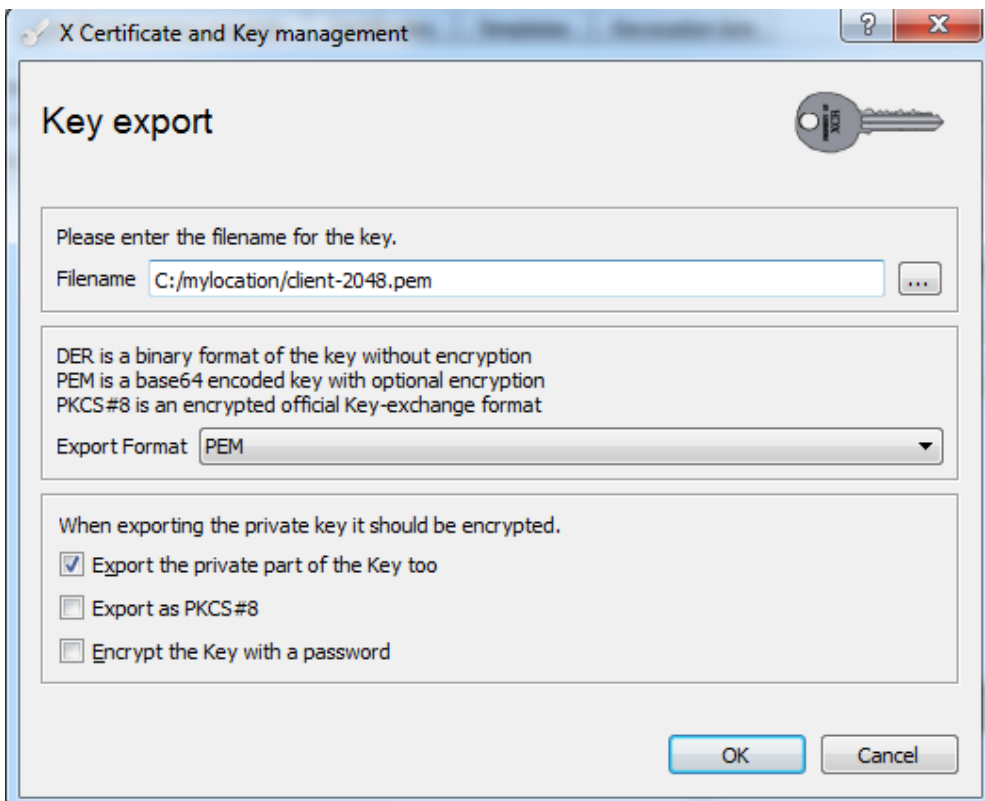 X Certificate and Key management
Key export
XCA
Please enter the filename for the key.
Filename C:/mylocation/client-2048.pem ...
DER is a binary format of the key without encryption
PEM is a base64 encoded key with optional encryption
PKCS#8 is an encrypted official Key-exchange format
Export Format PEM
When exporting the private key it should be encrypted.
Export the private part of the Key too
Export as PKCS#8
Encrypt the Key with a password
OK Cancel